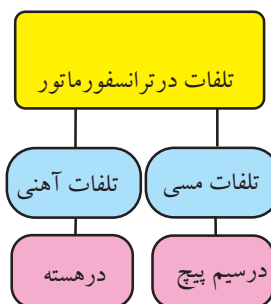 تلفات درترانسفورماتور
تلفات مسی
تلفات آهنی
درسیم پیچ
درهسته